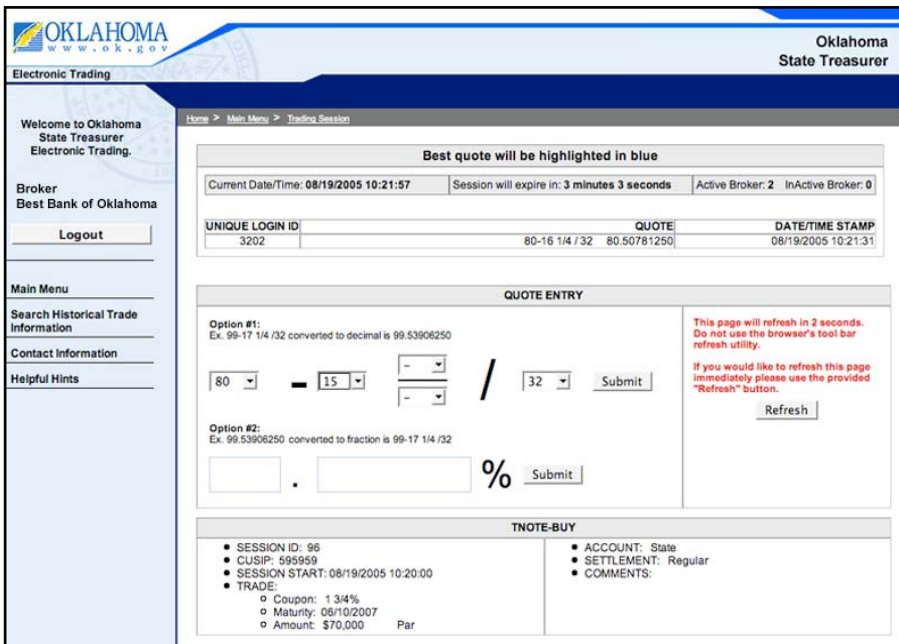 OKLAHOMA
www.ok.gov
Electronic Trading
Oklahoma
State Treasurer
Welcome to Oklahoma
State Treasurer
Electronic Trading.
Broker
Best Bank of Oklahoma
Logout
Main Menu
Search Historical Trade
Information
Contact Information
Helpful Hints
Home > Main Menu > Trading Session
Best quote will be highlighted in blue
Current Date/Time: 08/19/2005 10:21:57 Session will expire in: 3 minutes 3 seconds Active Broker: 2 InActive Broker: 0
UNIQUE LOGIN ID QUOTE DATE/TIME STAMP
3202 80-16 1/4 / 32 80.50781250 08/19/2005 10:21:31
QUOTE ENTRY
Option #1:
Ex. 99-17 1/4 /32 converted to decimal is 99.53906250
80 - 15 - / - / 32 Submit
Option #2:
Ex. 99.53906250 converted to fraction is 99-17 1/4 /32
. % Submit
This page will refresh in 2 seconds.
Do not use the browser's tool bar
refresh utility.
If you would like to refresh this page
immediately please use the provided
"Refresh" button.
Refresh
TNOTE-BUY
SESSION ID: 96
CUSIP: 595959
SESSION START: 08/19/2005 10:20:00
TRADE:
Coupon: 1 3/4%
Maturity: 06/10/2007
Amount: $70,000 Par
ACCOUNT: State
SETTLEMENT: Regular
COMMENTS: